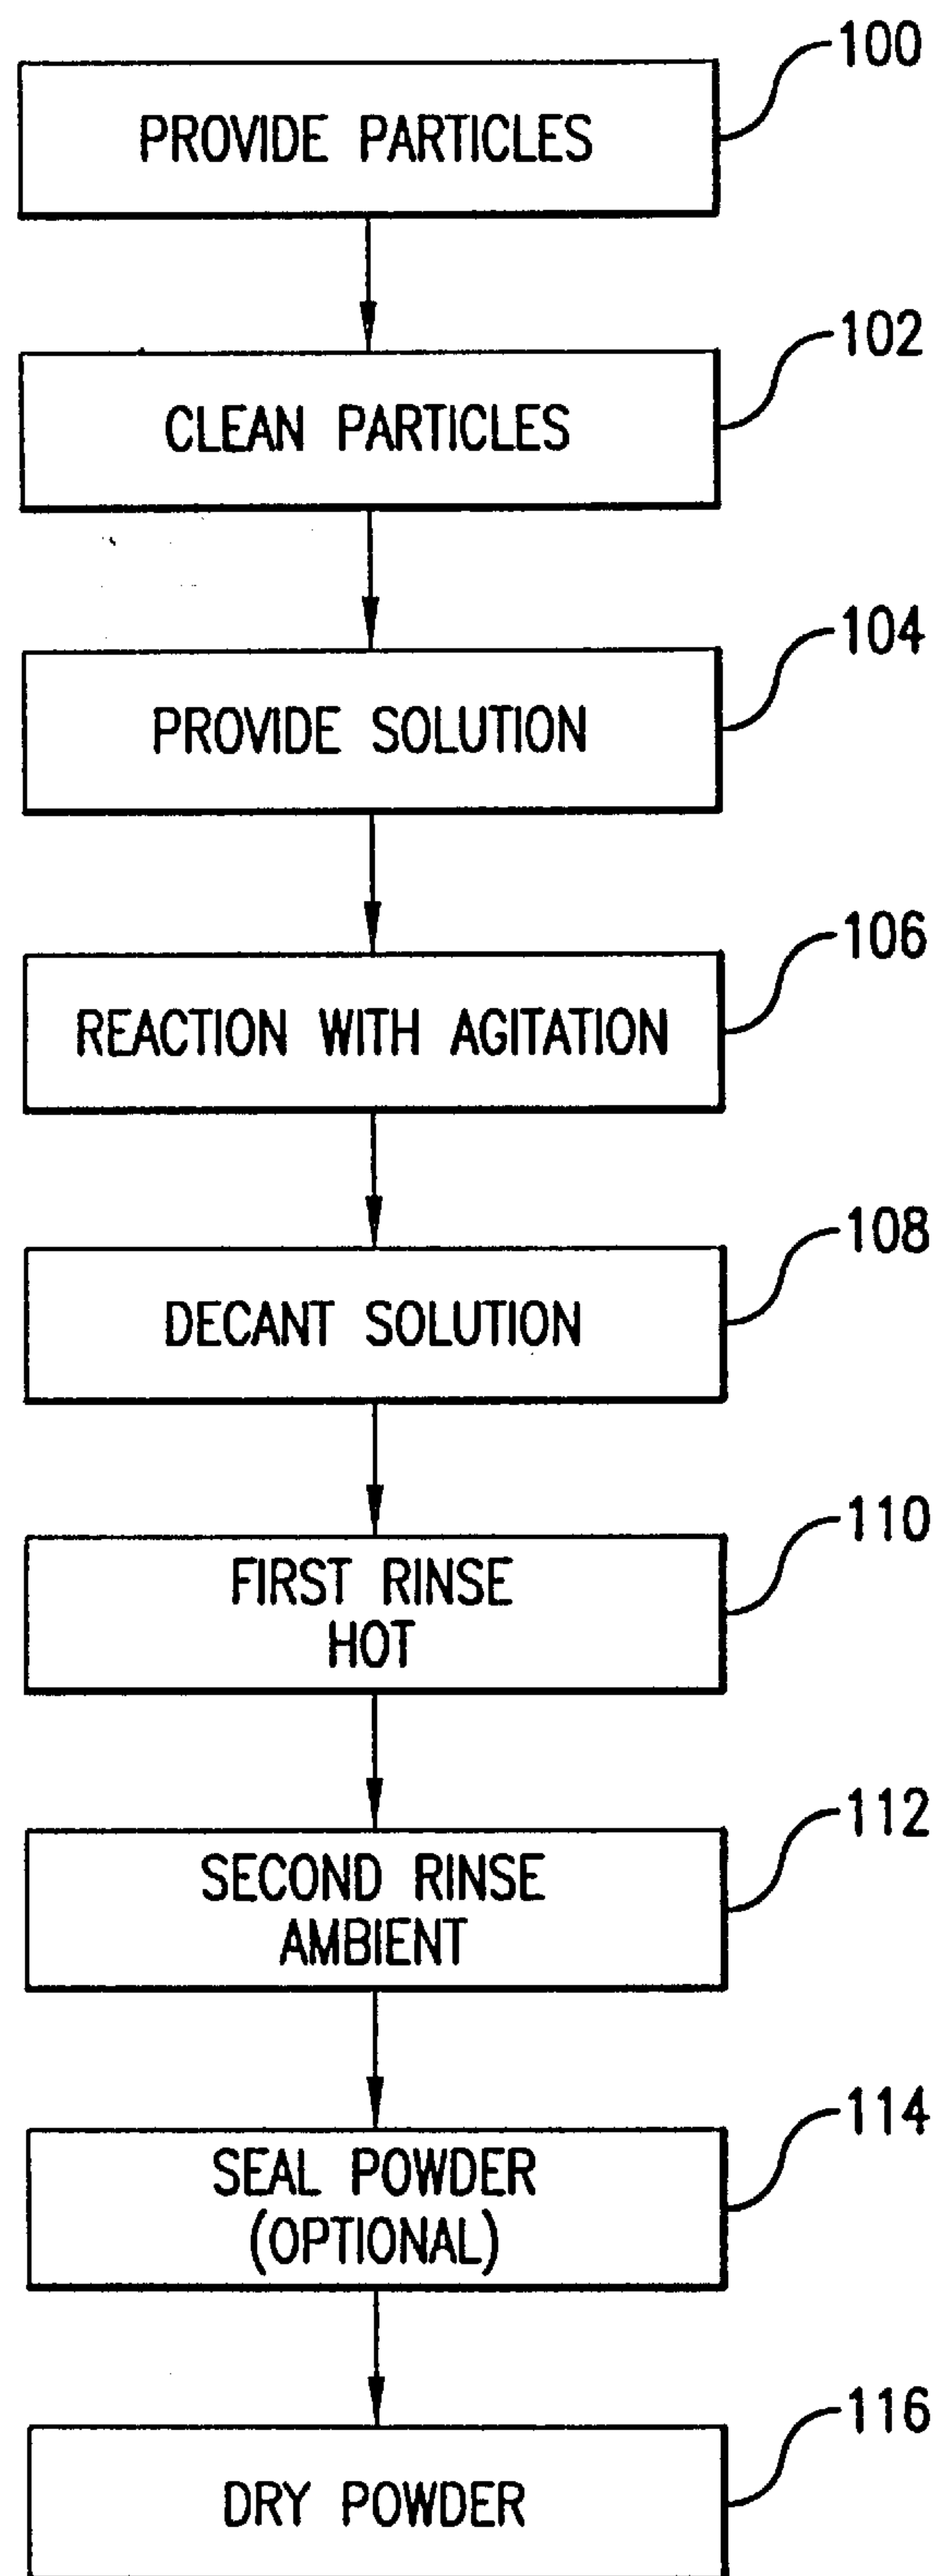 100
PROVIDE PARTICLES
102
CLEAN PARTICLES
104
PROVIDE SOLUTION
106
REACTION WITH AGITATION
108
DECANT SOLUTION
110
FIRST RINSE
HOT
112
SECOND RINSE
AMBIENT
114
SEAL POWDER
(OPTIONAL)
116
DRY POWDER